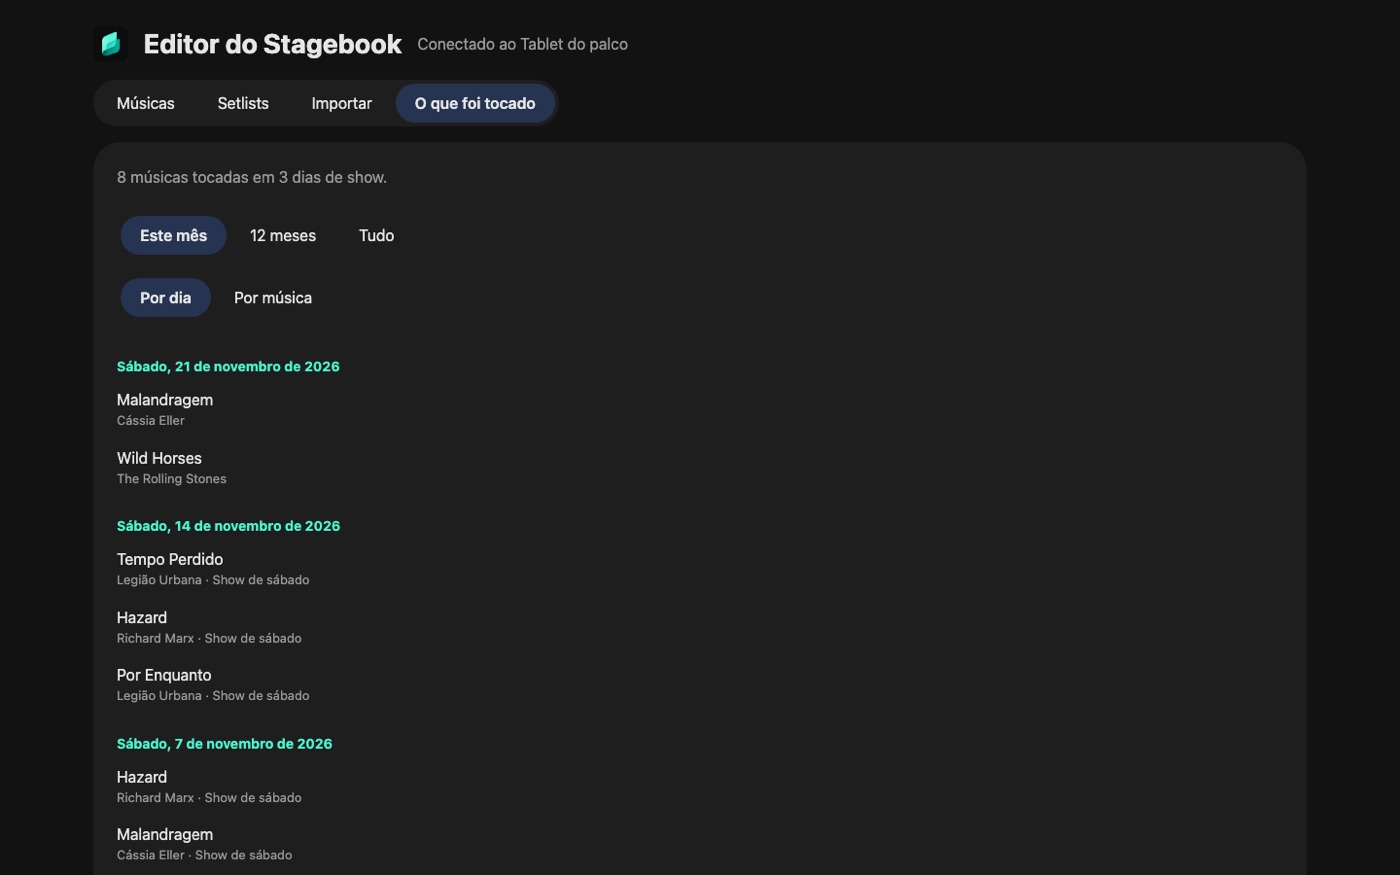 Editor do Stagebook
Conectado ao Tablet do palco
Músicas
Setlists
Importar
O que foi tocado
8 músicas tocadas em 3 dias de show.
Este mês
12 meses
Tudo
Por dia
Por música
Sábado, 21 de novembro de 2026
Malandragem
Cássia Eller
Wild Horses
The Rolling Stones
Sábado, 14 de novembro de 2026
Tempo Perdido
Legião Urbana · Show de sábado
Hazard
Richard Marx · Show de sábado
Por Enquanto
Legião Urbana · Show de sábado
Sábado, 7 de novembro de 2026
Hazard
Richard Marx · Show de sábado
Malandragem
Cássia Eller · Show de sábado